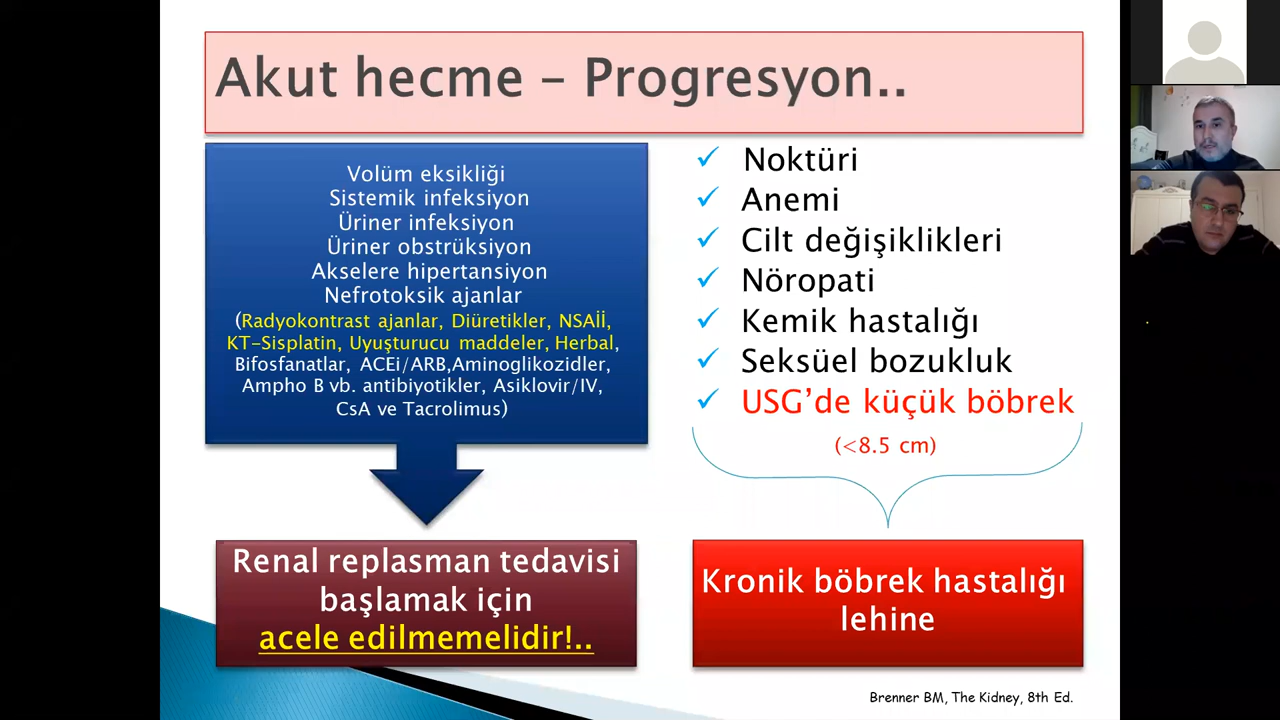 Akut hecme – Progresyon..
Volüm eksikliği
Sistemik infeksiyon
Üriner infeksiyon
Üriner obstrüksiyon
Akselere hipertansiyon
Nefrotoksik ajanlar
(Radyokontrast ajanlar, Diüretikler, NSAİİ,
KT-Sisplatin, Uyuşturucu maddeler, Herbal,
Bifosfanatlar, ACEi/ARB,Aminoglikozidler,
Ampho B vb. antibiyotikler, Asiklovir/IV,
CsA ve Tacrolimus)
Renal replasman tedavisi
başlamak için
acele edilmemelidir!..
✓ Noktüri
✓ Anemi
✓ Cilt değişiklikleri
✓ Nöropati
✓ Kemik hastalığı
✓ Seksüel bozukluk
✓ USG’de küçük böbrek
(<8.5 cm)
Kronik böbrek hastalığı
lehine
Brenner BM, The Kidney, 8th Ed.